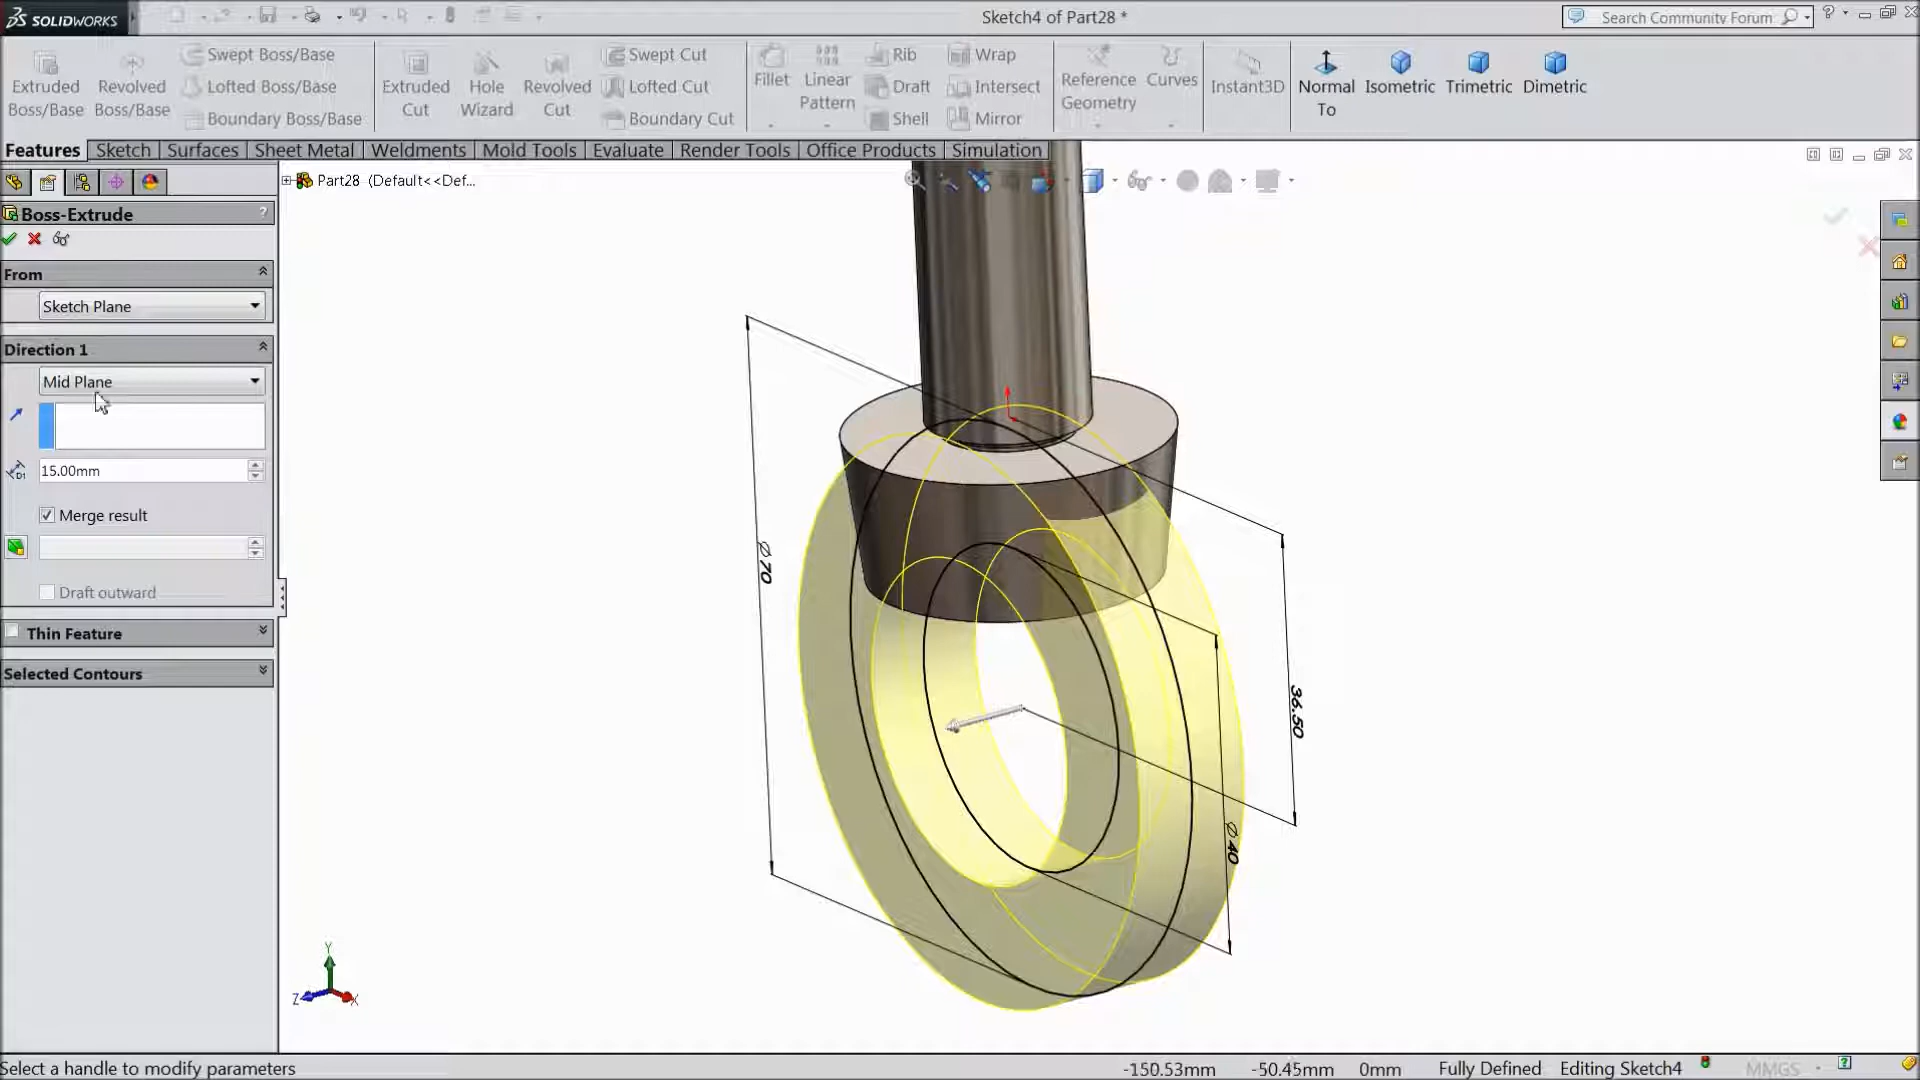 SOLIDWORKS
Sketch4 of Part28 *
Search Community Forum
Extruded Boss/Base
Revolved Boss/Base
Swept Boss/Base
Lofted Boss/Base
Boundary Boss/Base
Extruded Cut
Hole Wizard
Revolved Cut
Swept Cut
Lofted Cut
Boundary Cut
Fillet
Linear Pattern
Rib
Draft
Shell
Wrap
Intersect
Mirror
Reference Geometry
Curves
Instant3D
Normal To
Isometric
Trimetric
Dimetric
Features
Sketch
Surfaces
Sheet Metal
Weldments
Mold Tools
Evaluate
Render Tools
Office Products
Simulation
Part28 (Default<<Def...
Boss-Extrude
?
From
Sketch Plane
Direction 1
Mid Plane
D1
15.00mm
Merge result
Draft outward
Thin Feature
Selected Contours
Ø70
36.50
Ø40
Y
Z
X
Select a handle to modify parameters
-150.53mm
-50.45mm
0mm
Fully Defined
Editing Sketch4
MMGS